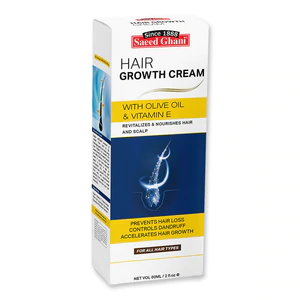 Since 1888
Saeed Ghani
HAIR
GROWTH CREAM
WITH OLIVE OIL
& VITAMIN E
REVITALIZES & NOURISHES HAIR
AND SCALP
PREVENTS HAIR LOSS
CONTROLS DANDRUFF
ACCELERATES HAIR GROWTH
FOR ALL HAIR TYPES
NET VOL 60ML / 2 fl oz ℮